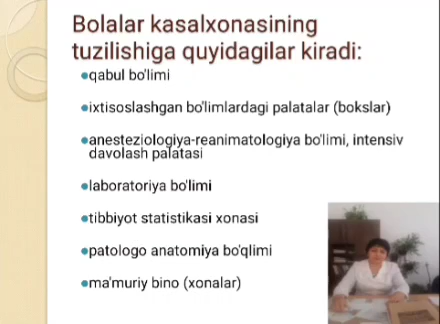 Bolalar kasalxonasining
tuzilishiga quyidagilar kiradi:
qabul bo'limi
ixtisoslashgan bo'limlardagi palatalar (bokslar)
anesteziologiya-reanimatologiya bo'limi, intensiv
davolash palatasi
laboratoriya bo'limi
tibbiyot statistikasi xonasi
patologo anatomiya bo'qlimi
ma'muriy bino (xonalar)